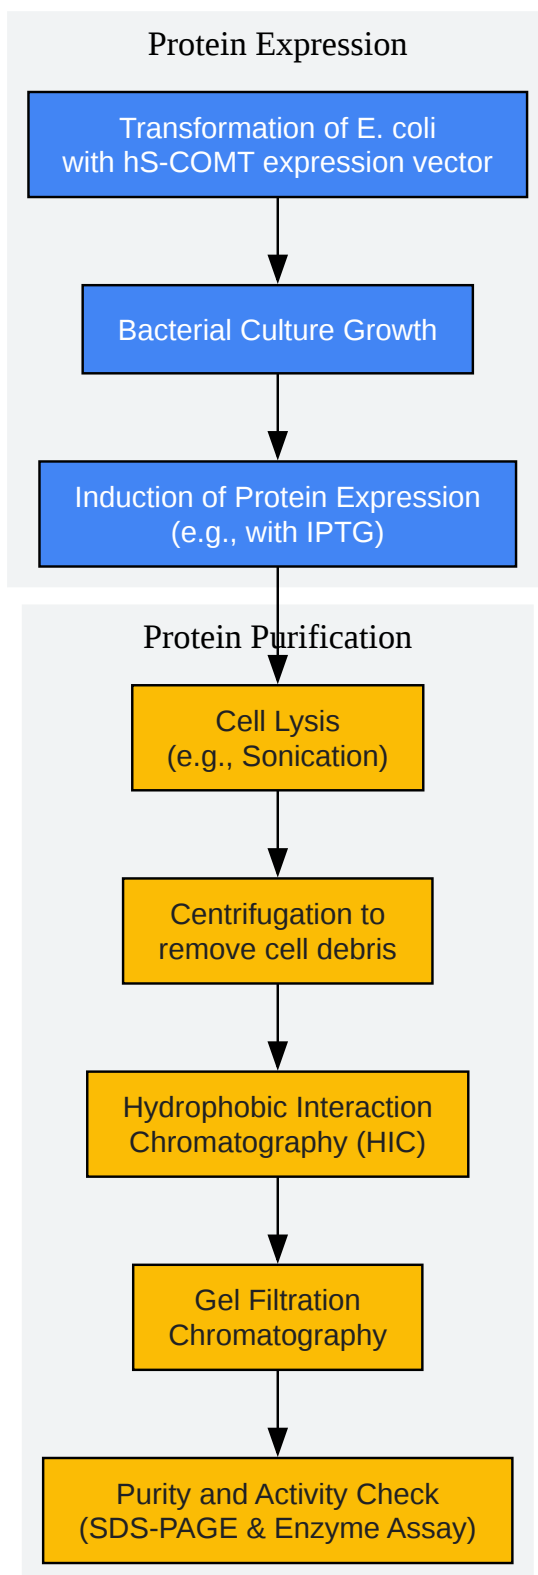 Protein Expression
Transformation of E. coli
with hS-COMT expression vector
Bacterial Culture Growth
Induction of Protein Expression
(e.g., with IPTG)
Protein Purification
Cell Lysis
(e.g., Sonication)
Centrifugation to
remove cell debris
Hydrophobic Interaction
Chromatography (HIC)
Gel Filtration
Chromatography
Purity and Activity Check
(SDS-PAGE & Enzyme Assay)